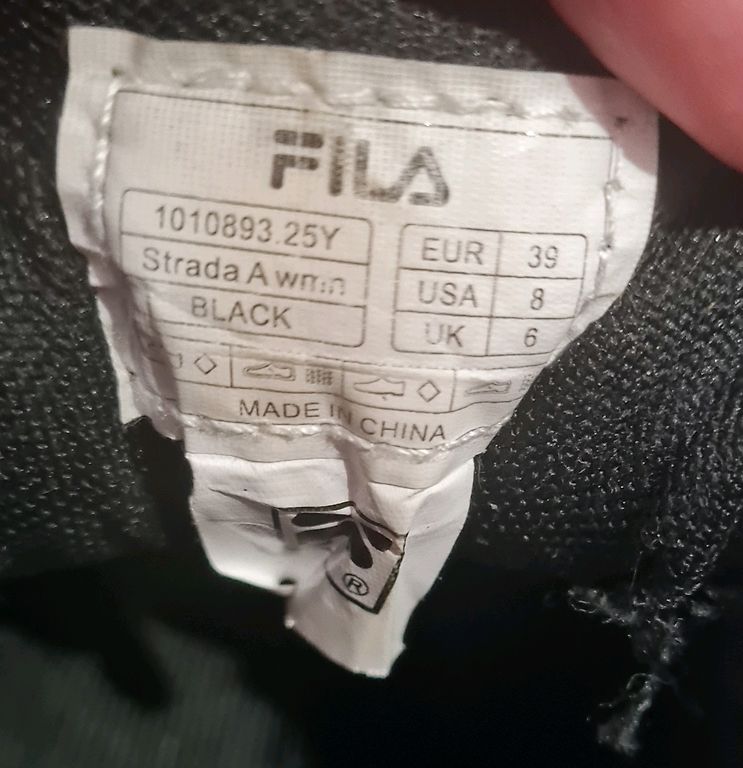 FILA
1010893.25Y
Strada A wmn
BLACK
EUR 39
USA 8
UK 6
MADE IN CHINA
®